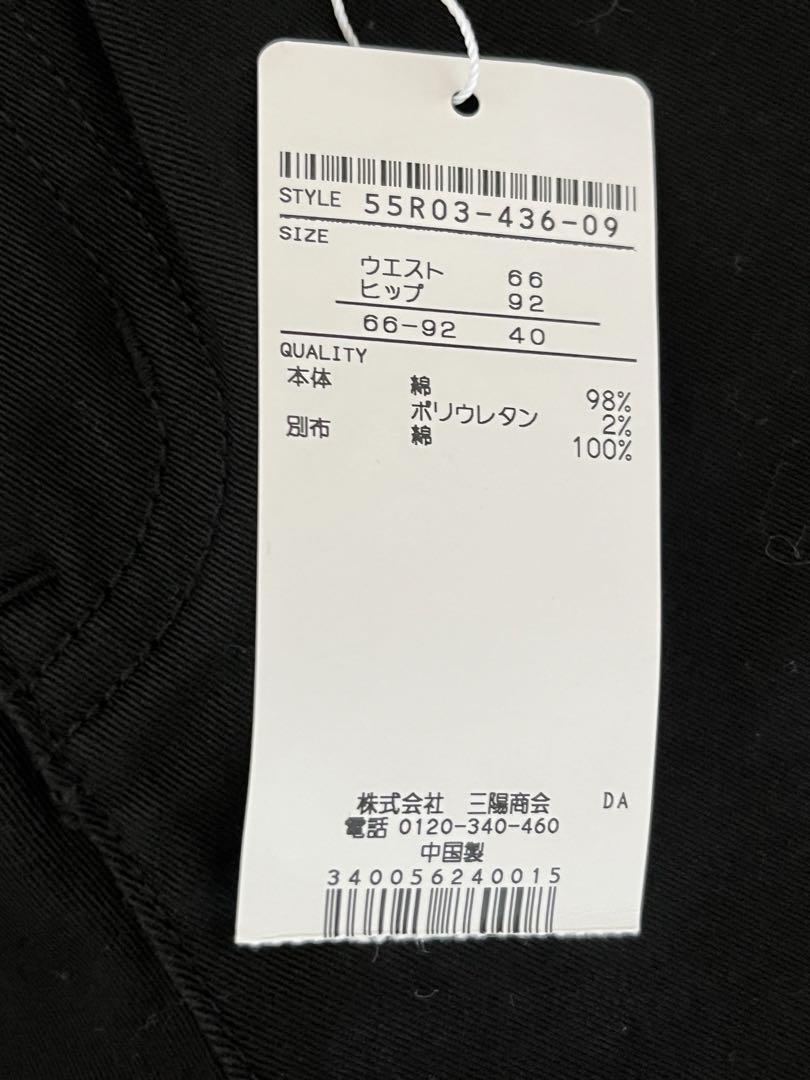 STYLE 55R03-436-09
SIZE
ウエスト 66
ヒップ 92
66-92 40
QUALITY
本体 綿 98%
ポリウレタン 2%
別布 綿 100%
株式会社 三陽商会 DA
電話 0120-340-460
中国製
340056240015